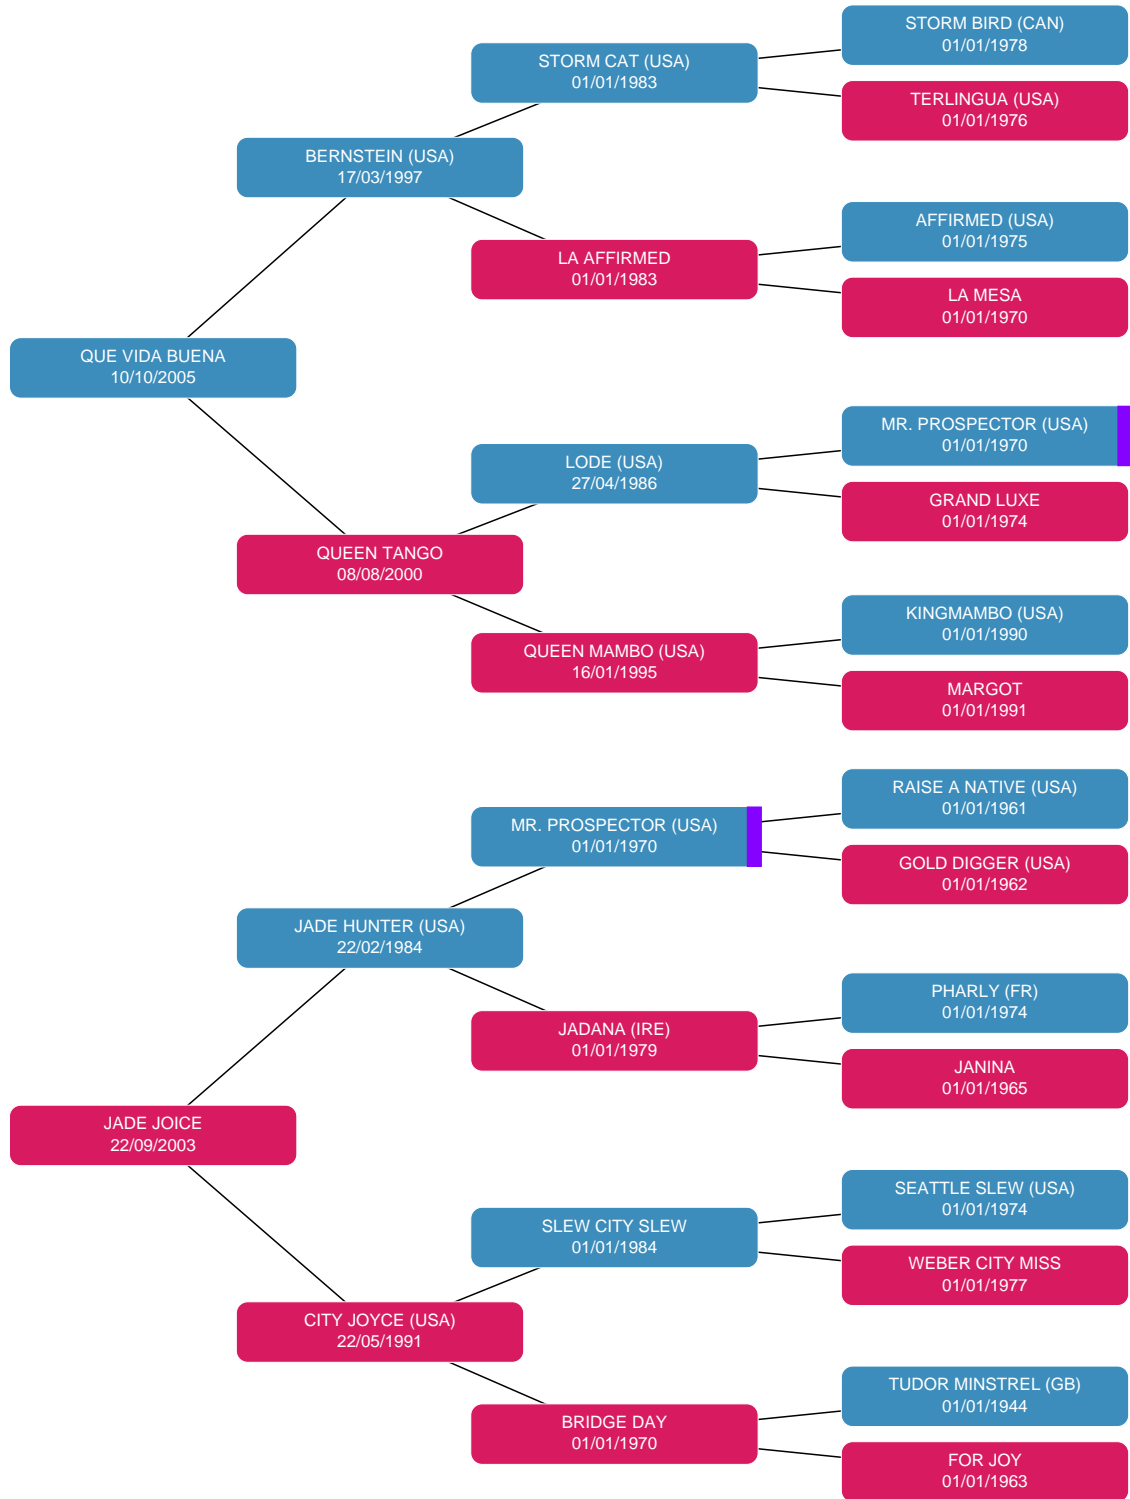 STORM BIRD (CAN)
01/01/1978
STORM CAT (USA)
01/01/1983
TERLINGUA (USA)
01/01/1976
BERNSTEIN (USA)
17/03/1997
AFFIRMED (USA)
01/01/1975
LA AFFIRMED
01/01/1983
LA MESA
01/01/1970
QUE VIDA BUENA
10/10/2005
MR. PROSPECTOR (USA)
01/01/1970
LODE (USA)
27/04/1986
GRAND LUXE
01/01/1974
QUEEN TANGO
08/08/2000
KINGMAMBO (USA)
01/01/1990
QUEEN MAMBO (USA)
16/01/1995
MARGOT
01/01/1991
RAISE A NATIVE (USA)
01/01/1961
MR. PROSPECTOR (USA)
01/01/1970
GOLD DIGGER (USA)
01/01/1962
JADE HUNTER (USA)
22/02/1984
PHARLY (FR)
01/01/1974
JADANA (IRE)
01/01/1979
JANINA
01/01/1965
JADE JOICE
22/09/2003
SEATTLE SLEW (USA)
01/01/1974
SLEW CITY SLEW
01/01/1984
WEBER CITY MISS
01/01/1977
CITY JOYCE (USA)
22/05/1991
TUDOR MINSTREL (GB)
01/01/1944
BRIDGE DAY
01/01/1970
FOR JOY
01/01/1963